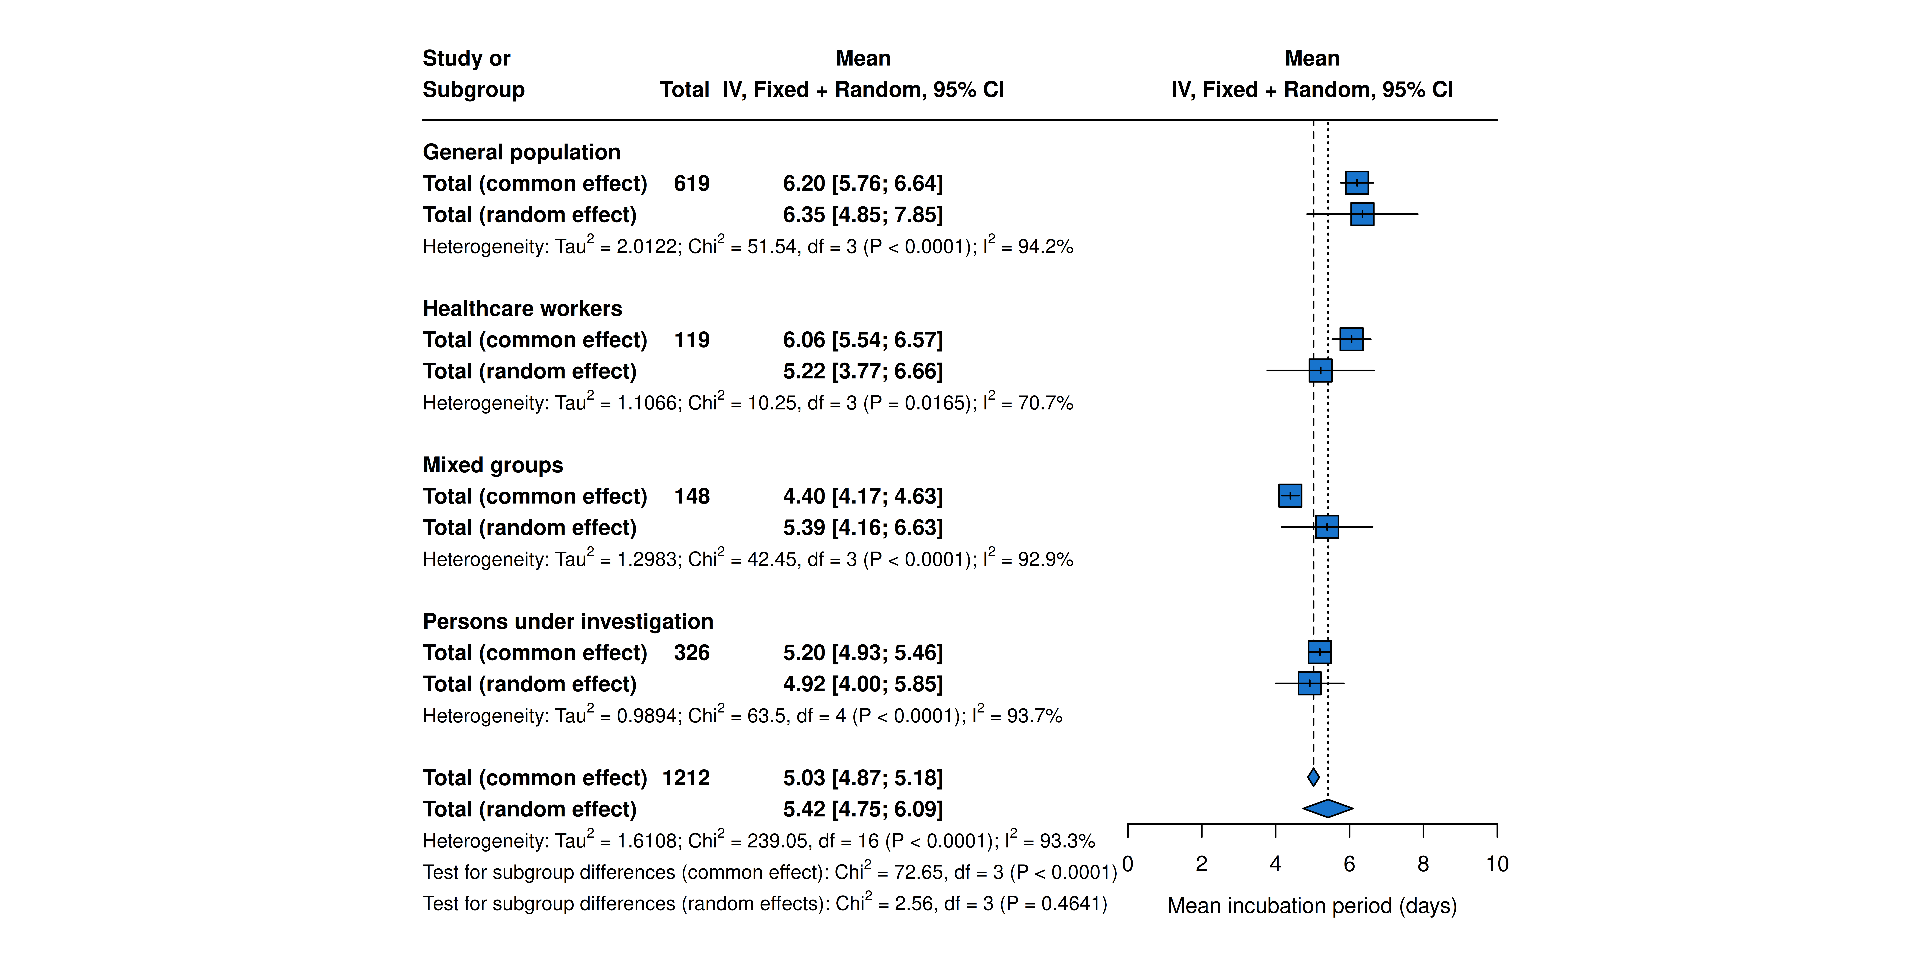 Study or Mean Mean
Subgroup Total IV, Fixed + Random, 95% CI IV, Fixed + Random, 95% CI
General population
Total (common effect) 619 6.20 [5.76; 6.64]
Total (random effect) 6.35 [4.85; 7.85]
Heterogeneity: Tau² = 2.0122; Chi² = 51.54, df = 3 (P < 0.0001); I² = 94.2%
Healthcare workers
Total (common effect) 119 6.06 [5.54; 6.57]
Total (random effect) 5.22 [3.77; 6.66]
Heterogeneity: Tau² = 1.1066; Chi² = 10.25, df = 3 (P = 0.0165); I² = 70.7%
Mixed groups
Total (common effect) 148 4.40 [4.17; 4.63]
Total (random effect) 5.39 [4.16; 6.63]
Heterogeneity: Tau² = 1.2983; Chi² = 42.45, df = 3 (P < 0.0001); I² = 92.9%
Persons under investigation
Total (common effect) 326 5.20 [4.93; 5.46]
Total (random effect) 4.92 [4.00; 5.85]
Heterogeneity: Tau² = 0.9894; Chi² = 63.5, df = 4 (P < 0.0001); I² = 93.7%
Total (common effect) 1212 5.03 [4.87; 5.18]
Total (random effect) 5.42 [4.75; 6.09]
Heterogeneity: Tau² = 1.6108; Chi² = 239.05, df = 16 (P < 0.0001); I² = 93.3%
Test for subgroup differences (common effect): Chi² = 72.65, df = 3 (P < 0.0001)
Test for subgroup differences (random effects): Chi² = 2.56, df = 3 (P = 0.4641)
0 2 4 6 8 10
Mean incubation period (days)